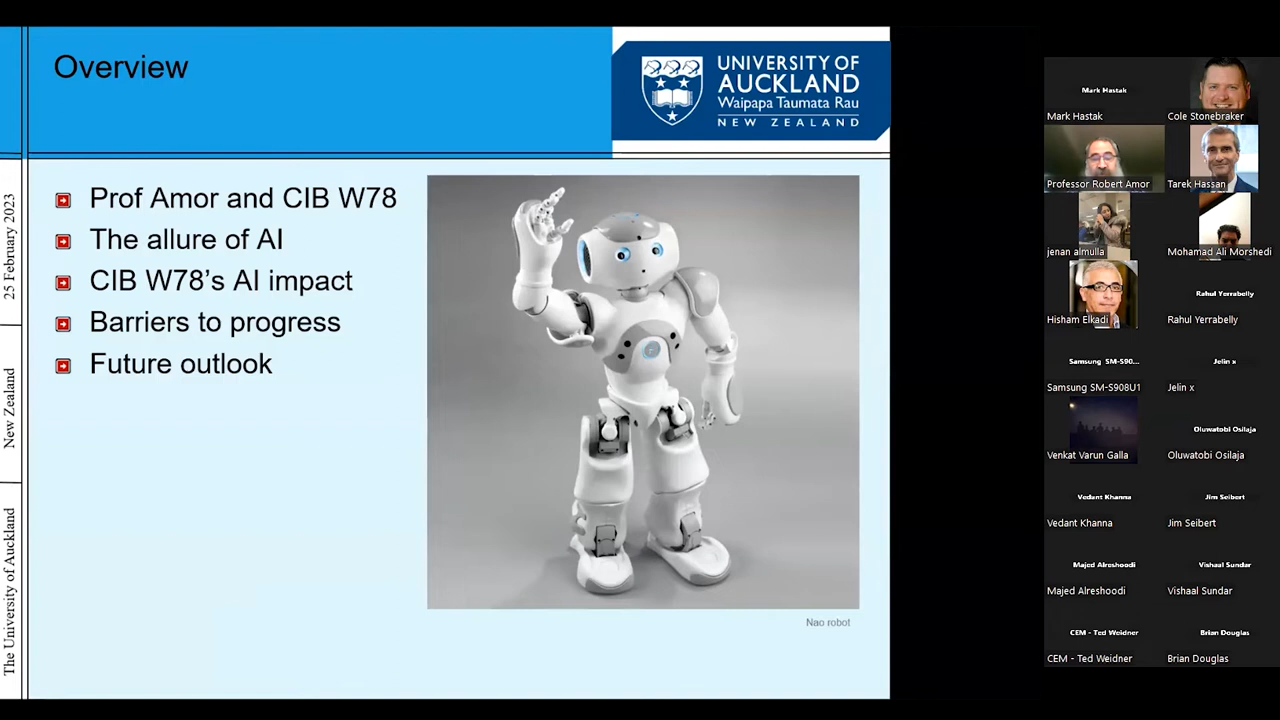 Overview
UNIVERSITY OF
AUCKLAND
Waipapa Taumata Rau
NEW ZEALAND
25 February 2023
New Zealand
The University of Auckland
Prof Amor and CIB W78
The allure of AI
CIB W78’s AI impact
Barriers to progress
Future outlook
Nao robot
Mark Hastak
Mark Hastak
Cole Stonebraker
Professor Robert Amor
Tarek Hassan
jenan almulla
Mohamad Ali Morshedi
Hisham Elkadi
Rahul Yerrabelly
Rahul Yerrabelly
Samsung SM-S90...
Samsung SM-S908U1
Jelin x
Jelin x
Venkat Varun Galla
Oluwatobi Osilaja
Oluwatobi Osilaja
Vedant Khanna
Vedant Khanna
Jim Seibert
Jim Seibert
Majed Alreshoodi
Majed Alreshoodi
Vishaal Sundar
Vishaal Sundar
CEM - Ted Weidner
CEM - Ted Weidner
Brian Douglas
Brian Douglas